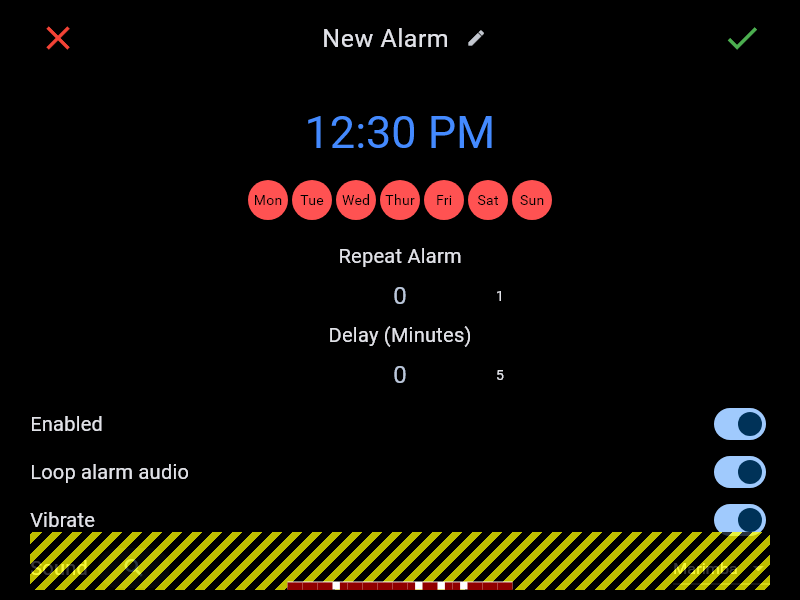 New Alarm
12:30 PM
Mon Tue Wed Thur Fri Sat Sun
Repeat Alarm
0 1
Delay (Minutes)
0 5
Enabled
Loop alarm audio
Vibrate
Sound Marimba